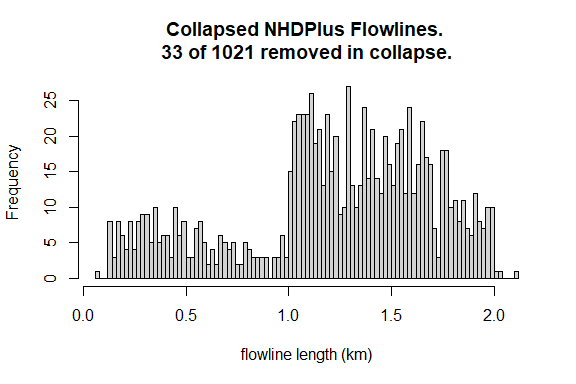 Collapsed NHDPlus Flowlines.
33 of 1021 removed in collapse.
Frequency
25
20
15
10
5
0
0.0 0.5 1.0 1.5 2.0
flowline length (km)